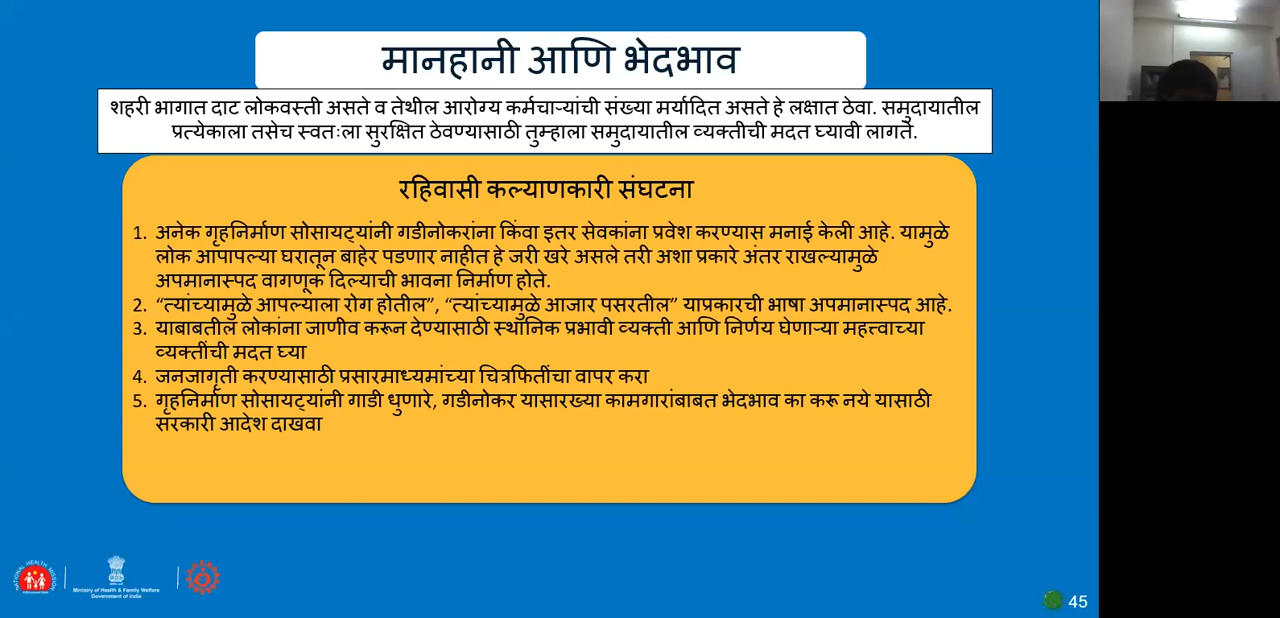 मानहानी आणि भेदभाव
शहरी भागात दाट लोकवस्ती असते व तेथील आरोग्य कर्मचाऱ्यांची संख्या मर्यादित असते हे लक्षात ठेवा. समुदायातील
प्रत्येकाला तसेच स्वतःला सुरक्षित ठेवण्यासाठी तुम्हाला समुदायातील व्यक्तीची मदत घ्यावी लागते.
रहिवासी कल्याणकारी संघटना
1. अनेक गृहनिर्माण सोसायट्यांनी गडीनोकरांना किंवा इतर सेवकांना प्रवेश करण्यास मनाई केली आहे. यामुळे
लोक आपापल्या घरातून बाहेर पडणार नाहीत हे जरी खरे असले तरी अशा प्रकारे अंतर राखल्यामुळे
अपमानास्पद वागणूक दिल्याची भावना निर्माण होते.
2. “त्यांच्यामुळे आपल्याला रोग होतील”, “त्यांच्यामुळे आजार पसरतील” याप्रकारची भाषा अपमानास्पद आहे.
3. याबाबतील लोकांना जाणीव करून देण्यासाठी स्थानिक प्रभावी व्यक्ती आणि निर्णय घेणाऱ्या महत्त्वाच्या
व्यक्तींची मदत घ्या
4. जनजागृती करण्यासाठी प्रसारमाध्यमांच्या चित्रफितींचा वापर करा
5. गृहनिर्माण सोसायट्यांनी गाडी धुणारे, गडीनोकर यासारख्या कामगारांबाबत भेदभाव का करू नये यासाठी
सरकारी आदेश दाखवा
NATIONAL HEALTH MISSION
Ministry of Health & Family Welfare
Government of India
45